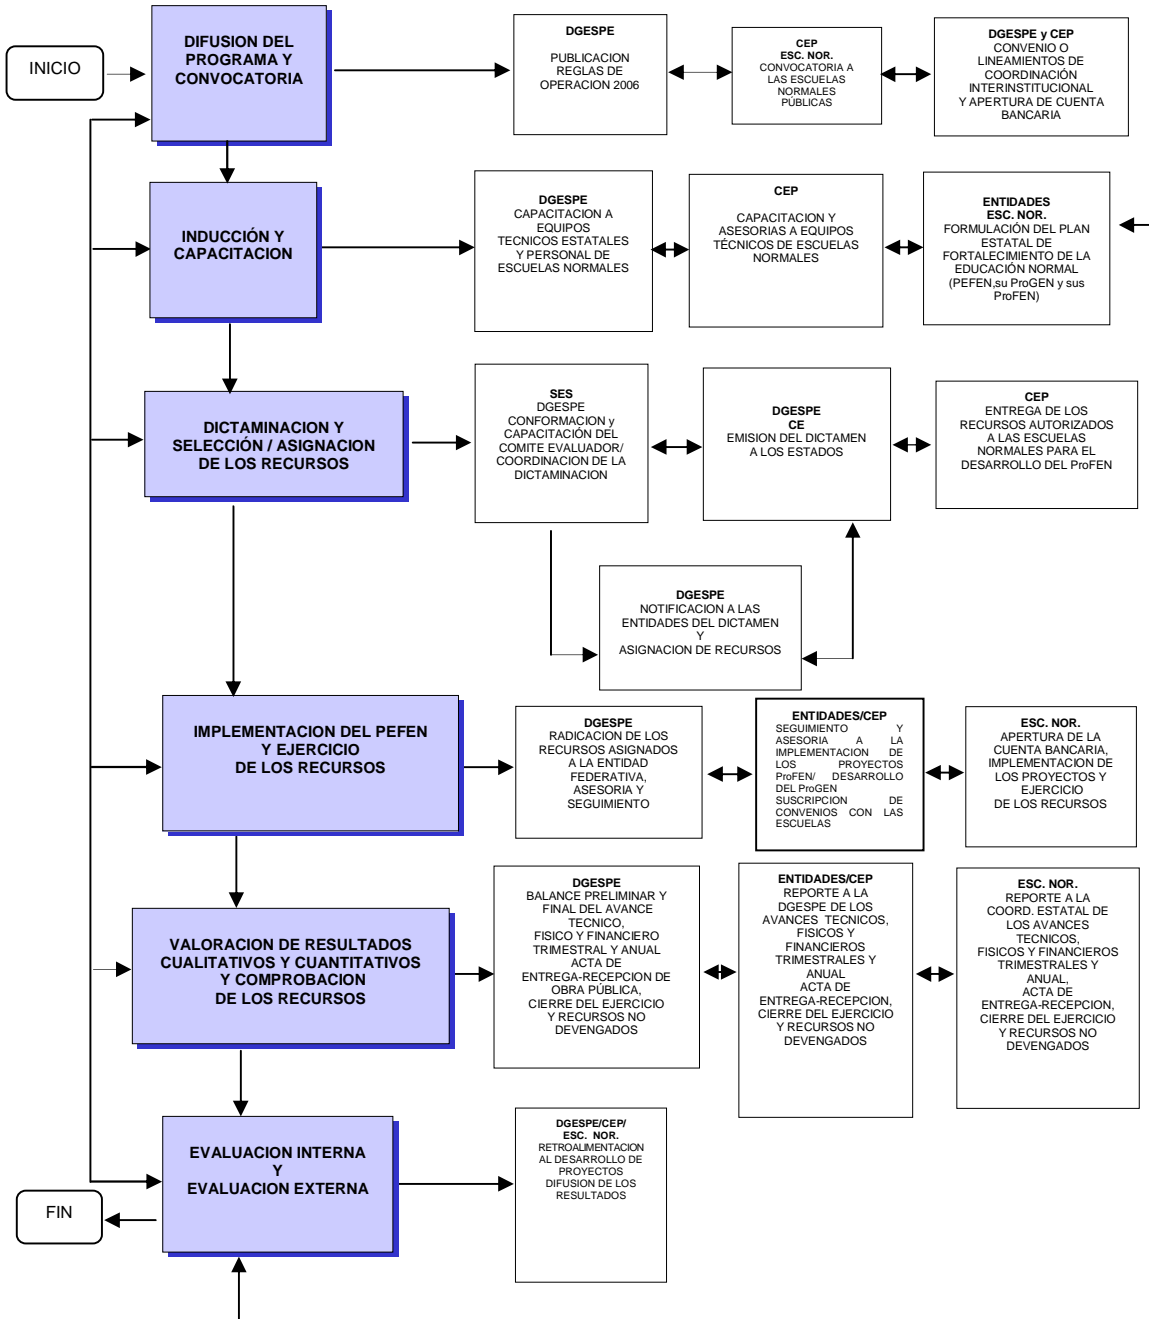 INICIO
DIFUSION DEL
PROGRAMA Y
CONVOCATORIA
DGESPE
PUBLICACION
REGLAS DE
OPERACION 2006
CEP
ESC. NOR.
CONVOCATORIA A
LAS ESCUELAS
NORMALES
PÚBLICAS
DGESPE y CEP
CONVENIO O
LINEAMIENTOS DE
COORDINACIÓN
INTERINSTITUCIONAL
Y APERTURA DE CUENTA
BANCARIA
INDUCCIÓN Y
CAPACITACION
DGESPE
CAPACITACION A
EQUIPOS
TECNICOS ESTATALES
Y PERSONAL DE
ESCUELAS NORMALES
CEP
CAPACITACION Y
ASESORIAS A EQUIPOS
TÉCNICOS DE ESCUELAS
NORMALES
ENTIDADES
ESC. NOR.
FORMULACIÓN DEL PLAN
ESTATAL DE
FORTALECIMIENTO DE LA
EDUCACIÓN NORMAL
(PEFEN,su ProGEN y sus
ProFEN)
DICTAMINACION Y
SELECCIÓN / ASIGNACION
DE LOS RECURSOS
SES
DGESPE
CONFORMACION y
CAPACITACIÓN DEL
COMITE EVALUADOR/
COORDINACION DE LA
DICTAMINACION
DGESPE
CE
EMISION DEL DICTAMEN
A LOS ESTADOS
CEP
ENTREGA DE LOS
RECURSOS AUTORIZADOS
A LAS ESCUELAS
NORMALES PARA EL
DESARROLLO DEL ProFEN
DGESPE
NOTIFICACION A LAS
ENTIDADES DEL DICTAMEN
Y
ASIGNACION DE RECURSOS
IMPLEMENTACION DEL PEFEN
Y EJERCICIO
DE LOS RECURSOS
DGESPE
RADICACION DE LOS
RECURSOS ASIGNADOS
A LA ENTIDAD
FEDERATIVA,
ASESORIA Y
SEGUIMIENTO
ENTIDADES/CEP
SEGUIMIENTO Y
ASESORIA A LA
IMPLEMENTACION DE
LOS PROYECTOS
ProFEN/ DESARROLLO
DEL ProGEN
SUSCRIPCION DE
CONVENIOS CON LAS
ESCUELAS
ESC. NOR.
APERTURA DE LA
CUENTA BANCARIA,
IMPLEMENTACION DE
LOS PROYECTOS Y
EJERCICIO
DE LOS RECURSOS
VALORACION DE RESULTADOS
CUALITATIVOS Y CUANTITATIVOS
Y COMPROBACION
DE LOS RECURSOS
DGESPE
BALANCE PRELIMINAR Y
FINAL DEL AVANCE
TECNICO,
FISICO Y FINANCIERO
TRIMESTRAL Y ANUAL
ACTA DE
ENTREGA-RECEPCION DE
OBRA PÚBLICA,
CIERRE DEL EJERCICIO
Y RECURSOS NO
DEVENGADOS
ENTIDADES/CEP
REPORTE A LA
DGESPE DE LOS
AVANCES TECNICOS,
FISICOS Y
FINANCIEROS
TRIMESTRALES Y
ANUAL
ACTA DE
ENTREGA-RECEPCION,
CIERRE DEL EJERCICIO
Y RECURSOS NO
DEVENGADOS
ESC. NOR.
REPORTE A LA
COORD. ESTATAL DE
LOS AVANCES
TECNICOS,
FISICOS Y FINANCIEROS
TRIMESTRALES Y
ANUAL,
ACTA DE
ENTREGA-RECEPCION,
CIERRE DEL EJERCICIO
Y RECURSOS NO
DEVENGADOS
EVALUACION INTERNA
Y
EVALUACION EXTERNA
DGESPE/CEP/
ESC. NOR.
RETROALIMENTACION
AL DESARROLLO DE
PROYECTOS
DIFUSION DE LOS
RESULTADOS
FIN